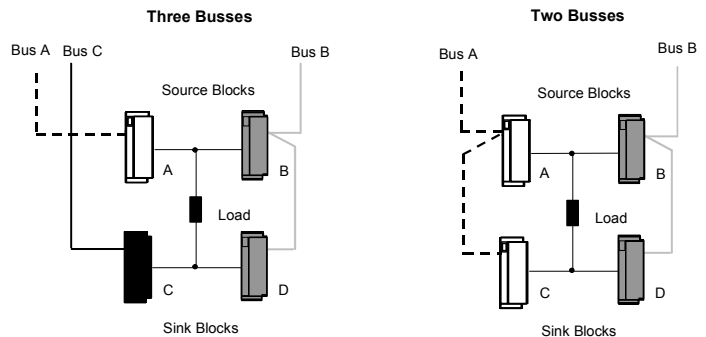 Three Busses
Bus A Bus C Bus B
Source Blocks
A B
Load
C D
Sink Blocks
Two Busses
Bus A Bus B
Source Blocks
A B
Load
C D
Sink Blocks